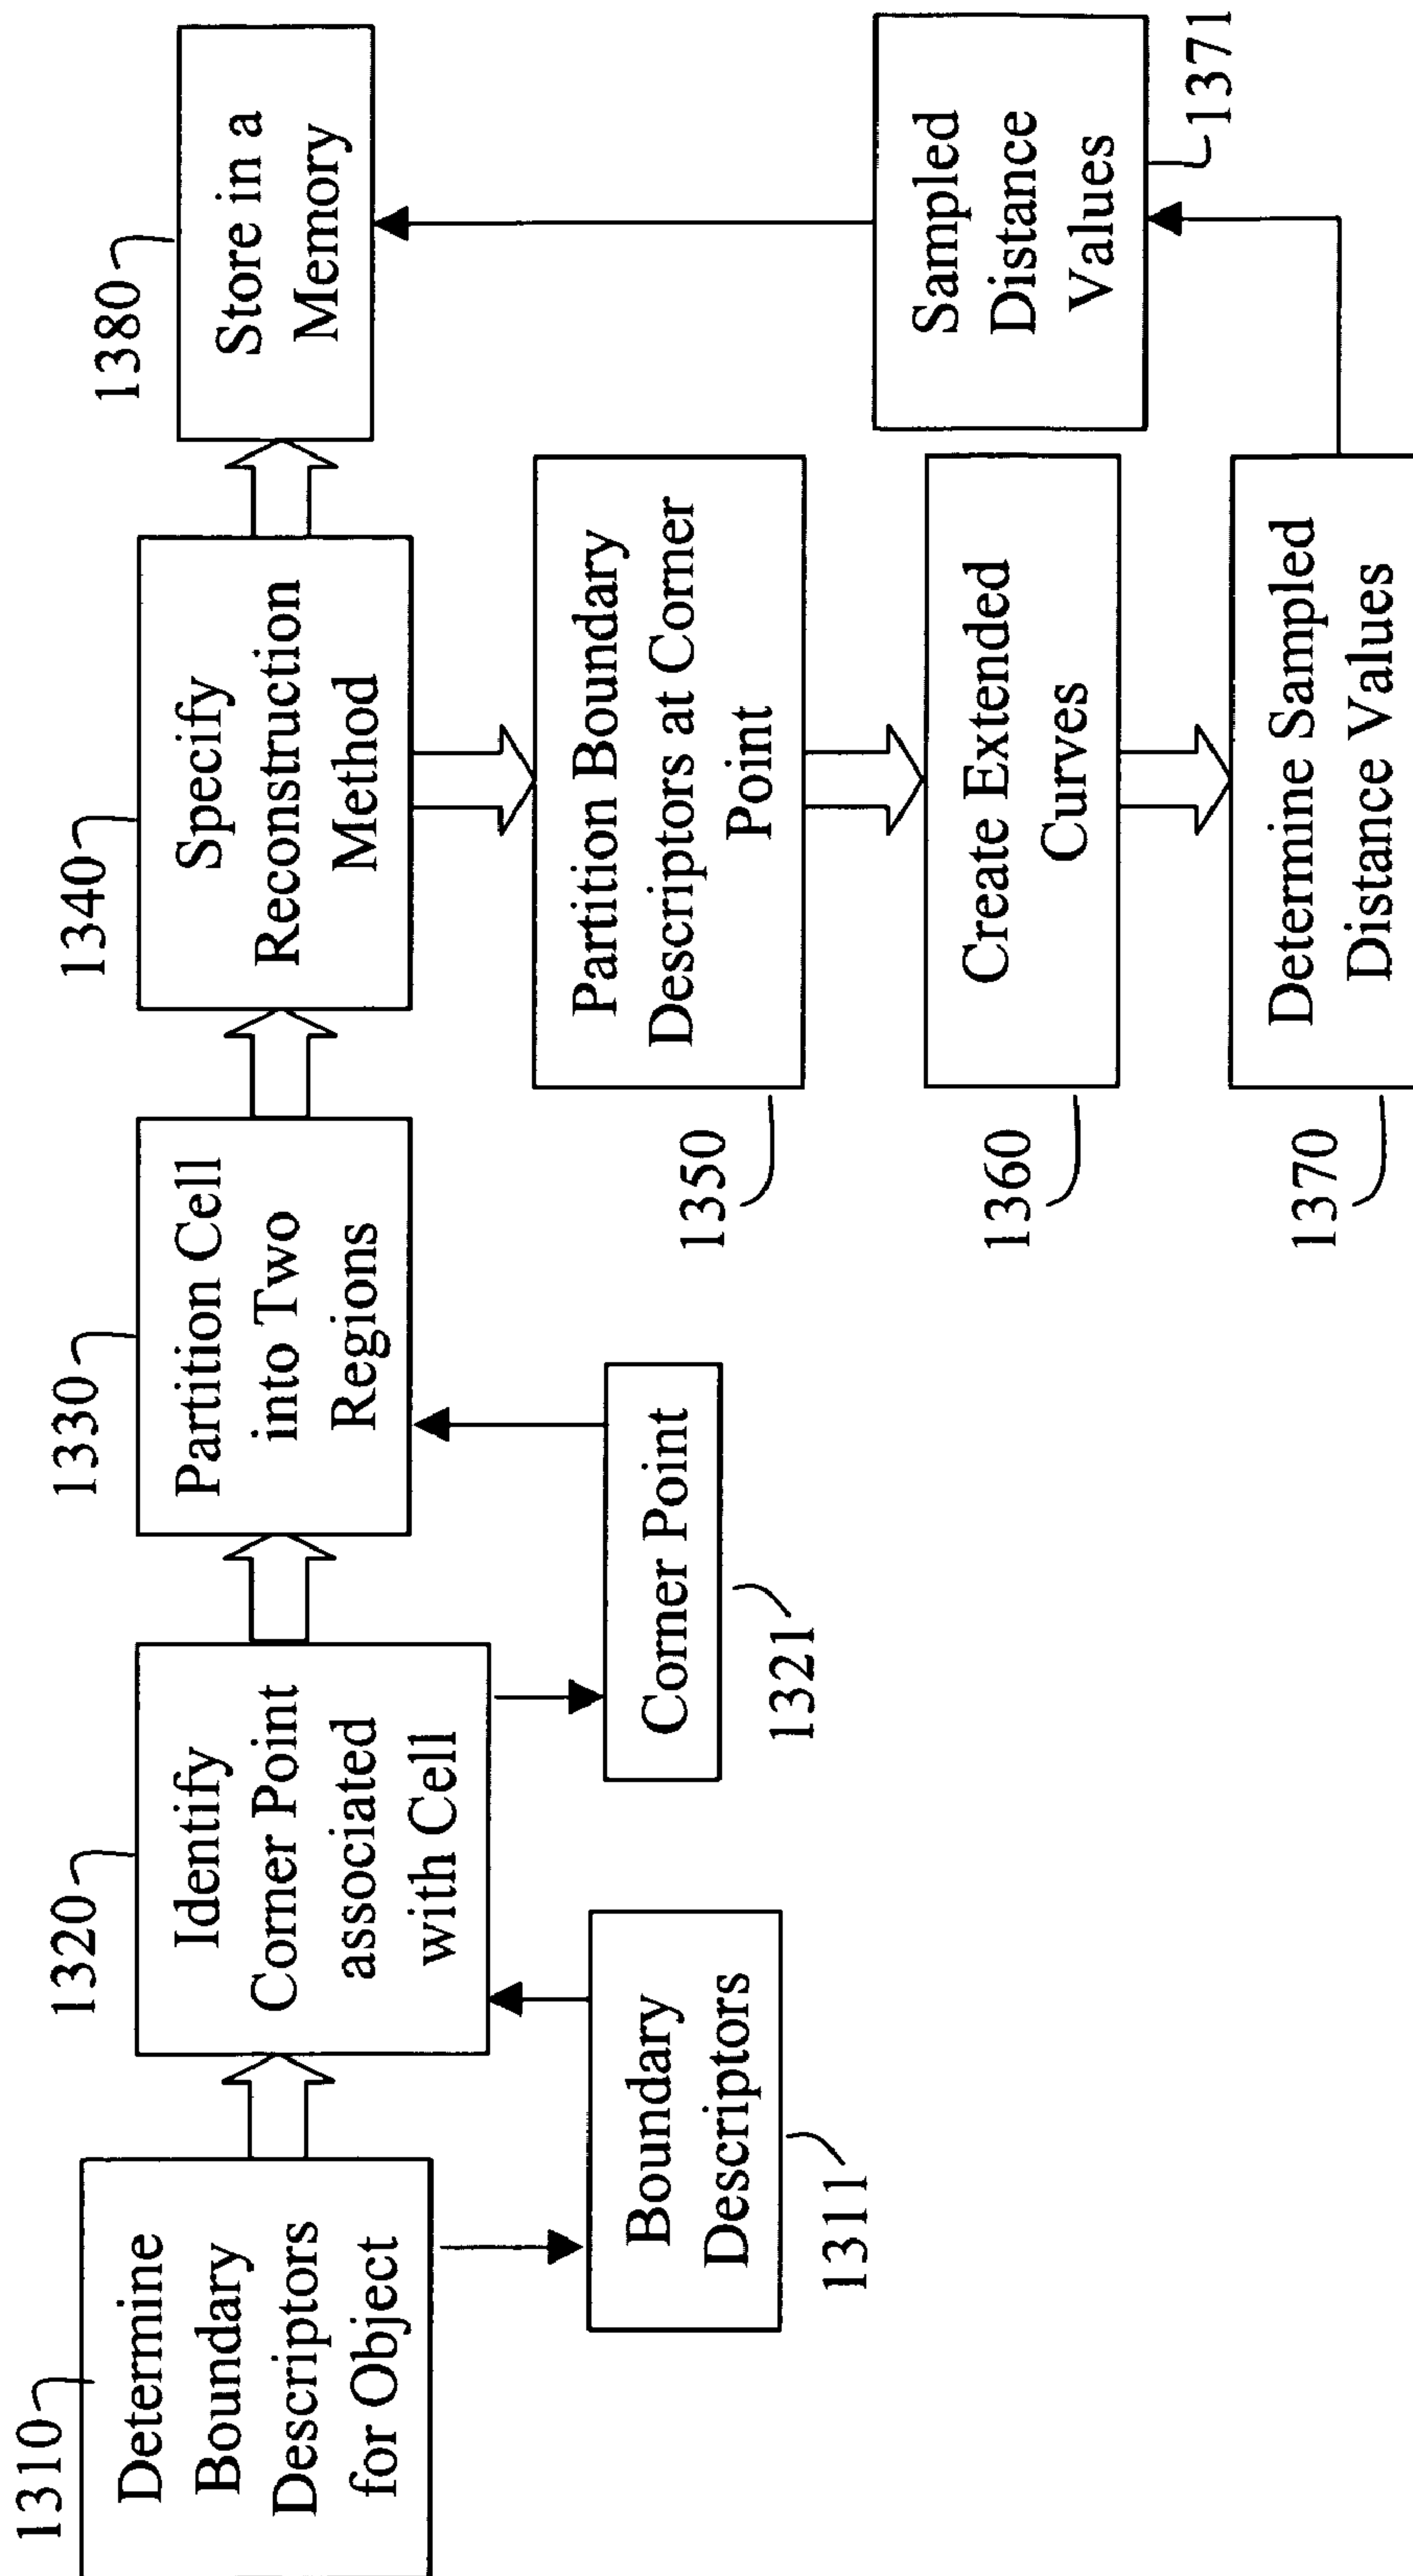 1310
Determine
Boundary
Descriptors
for Object
1311
Boundary
Descriptors
1320
Identify
Corner Point
associated
with Cell
1321
Corner Point
1330
Partition Cell
into Two
Regions
1340
Specify
Reconstruction
Method
1350
Partition Boundary
Descriptors at Corner
Point
1360
Create Extended
Curves
1370
Determine Sampled
Distance Values
1371
Sampled
Distance
Values
1380
Store in a
Memory